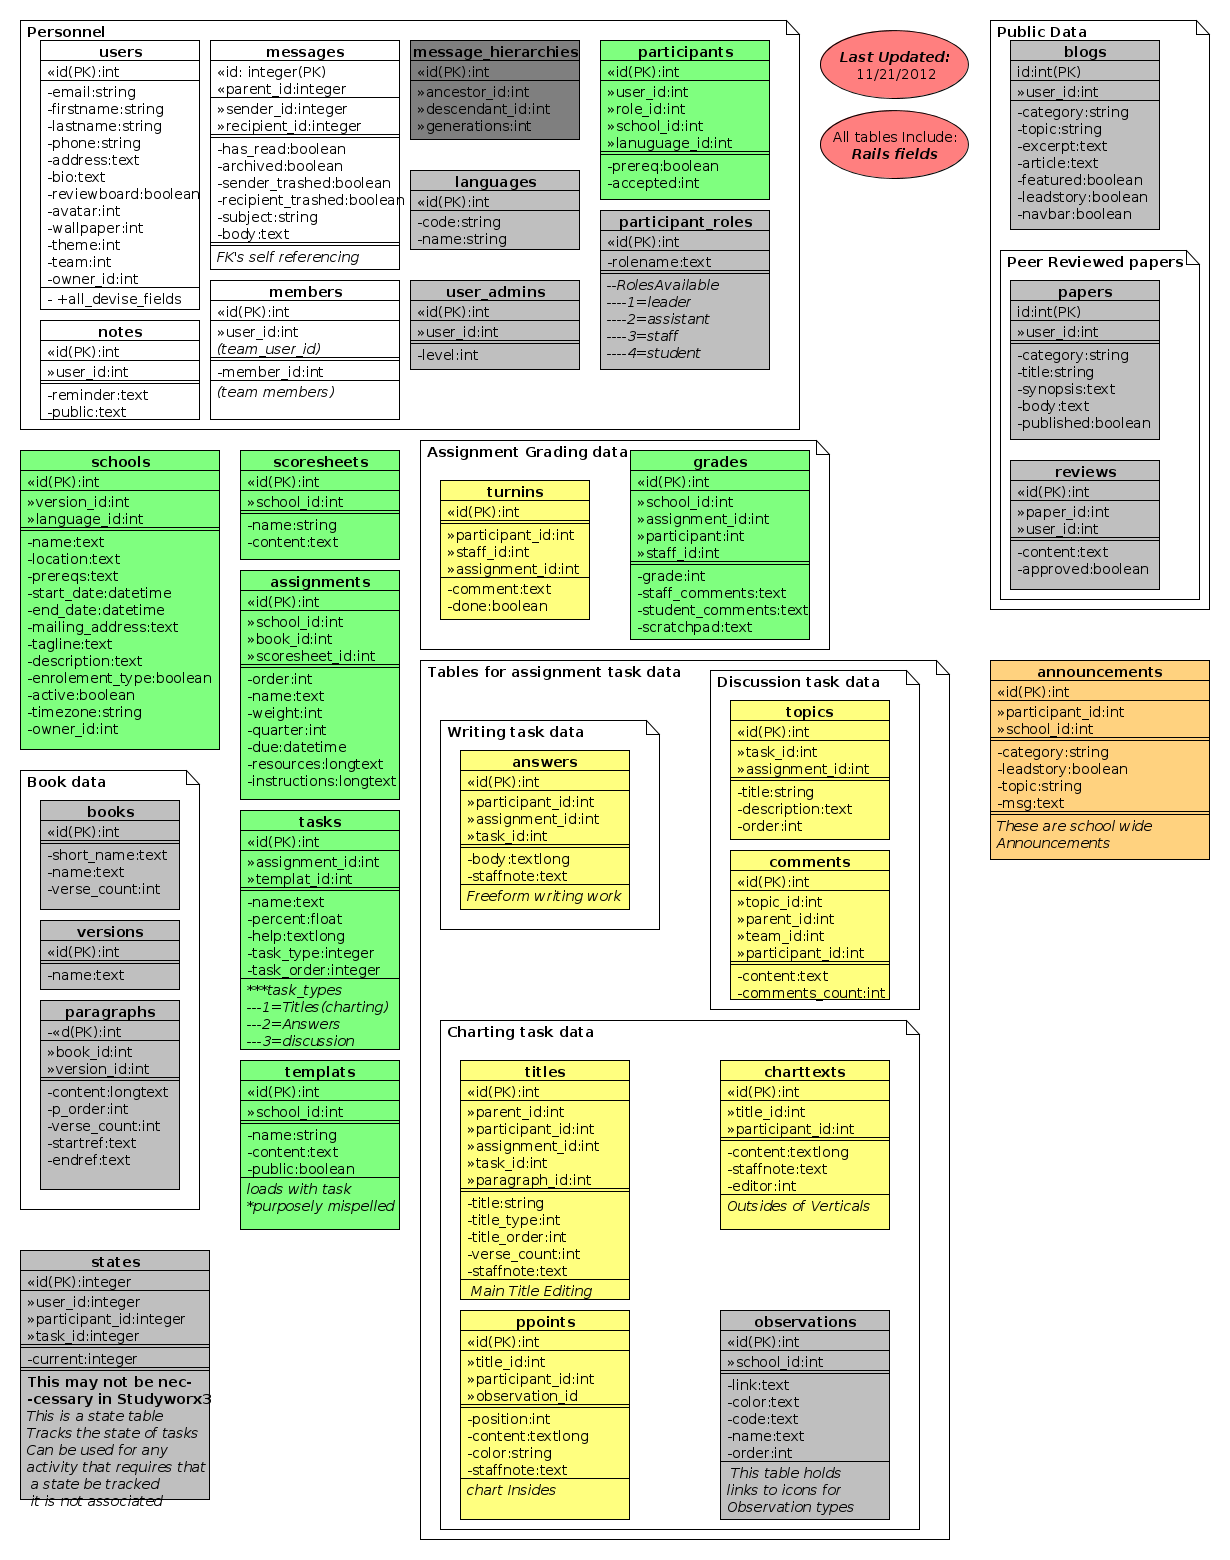 Personnel
users
«id(PK):int
-email:string
-firstname:string
-lastname:string
-phone:string
-address:text
-bio:text
-reviewboard:boolean
-avatar:int
-wallpaper:int
-theme:int
-team:int
-owner_id:int
- +all_devise_fields
notes
«id(PK):int
»user_id:int
-reminder:text
-public:text
messages
«id: integer(PK)
«parent_id:integer
»sender_id:integer
»recipient_id:integer
-has_read:boolean
-archived:boolean
-sender_trashed:boolean
-recipient_trashed:boolean
-subject:string
-body:text
FK's self referencing
members
«id(PK):int
»user_id:int
(team_user_id)
-member_id:int
(team members)
message_hierarchies
«id(PK):int
»ancestor_id:int
»descendant_id:int
»generations:int
languages
«id(PK):int
-code:string
-name:string
user_admins
«id(PK):int
»user_id:int
-level:int
participants
«id(PK):int
»user_id:int
»role_id:int
»school_id:int
»lanuguage_id:int
-prereq:boolean
-accepted:int
participant_roles
«id(PK):int
-rolename:text
--RolesAvailable
----1=leader
----2=assistant
----3=staff
----4=student
Last Updated:
11/21/2012
All tables Include:
Rails fields
Public Data
blogs
id:int(PK)
»user_id:int
-category:string
-topic:string
-excerpt:text
-article:text
-featured:boolean
-leadstory:boolean
-navbar:boolean
Peer Reviewed papers
papers
id:int(PK)
»user_id:int
-category:string
-title:string
-synopsis:text
-body:text
-published:boolean
reviews
«id(PK):int
»paper_id:int
»user_id:int
-content:text
-approved:boolean
schools
«id(PK):int
»version_id:int
»language_id:int
-name:text
-location:text
-prereqs:text
-start_date:datetime
-end_date:datetime
-mailing_address:text
-tagline:text
-description:text
-enrolement_type:boolean
-active:boolean
-timezone:string
-owner_id:int
scoresheets
«id(PK):int
»school_id:int
-name:string
-content:text
assignments
«id(PK):int
»school_id:int
»book_id:int
»scoresheet_id:int
-order:int
-name:text
-weight:int
-quarter:int
-due:datetime
-resources:longtext
-instructions:longtext
tasks
«id(PK):int
»assignment_id:int
»templat_id:int
-name:text
-percent:float
-help:textlong
-task_type:integer
-task_order:integer
***task_types
---1=Titles(charting)
---2=Answers
---3=discussion
templats
«id(PK):int
»school_id:int
-name:string
-content:text
-public:boolean
loads with task
*purposely mispelled
Assignment Grading data
turnins
«id(PK):int
»participant_id:int
»staff_id:int
»assignment_id:int
-comment:text
-done:boolean
grades
«id(PK):int
»school_id:int
»assignment_id:int
»participant:int
»staff_id:int
-grade:int
-staff_comments:text
-student_comments:text
-scratchpad:text
Tables for assignment task data
Writing task data
answers
«id(PK):int
»participant_id:int
»assignment_id:int
»task_id:int
-body:textlong
-staffnote:text
Freeform writing work
Discussion task data
topics
«id(PK):int
»task_id:int
»assignment_id:int
-title:string
-description:text
-order:int
comments
«id(PK):int
»topic_id:int
»parent_id:int
»team_id:int
»participant_id:int
-content:text
-comments_count:int
announcements
«id(PK):int
»participant_id:int
»school_id:int
-category:string
-leadstory:boolean
-topic:string
-msg:text
These are school wide
Announcements
Book data
books
«id(PK):int
-short_name:text
-name:text
-verse_count:int
versions
«id(PK):int
-name:text
paragraphs
-«d(PK):int
»book_id:int
»version_id:int
-content:longtext
-p_order:int
-verse_count:int
-startref:text
-endref:text
Charting task data
titles
«id(PK):int
»parent_id:int
»participant_id:int
»assignment_id:int
»task_id:int
»paragraph_id:int
-title:string
-title_type:int
-title_order:int
-verse_count:int
-staffnote:text
Main Title Editing
charttexts
«id(PK):int
»title_id:int
»participant_id:int
-content:textlong
-staffnote:text
-editor:int
Outsides of Verticals
ppoints
«id(PK):int
»title_id:int
»participant_id:int
»observation_id
-position:int
-content:textlong
-color:string
-staffnote:text
chart Insides
observations
«id(PK):int
»school_id:int
-link:text
-color:text
-code:text
-name:text
-order:int
This table holds
links to icons for
Observation types
states
«id(PK):integer
»user_id:integer
»participant_id:integer
»task_id:integer
-current:integer
This may not be nec-
-cessary in Studyworx3
This is a state table
Tracks the state of tasks
Can be used for any
activity that requires that
a state be tracked
it is not associated